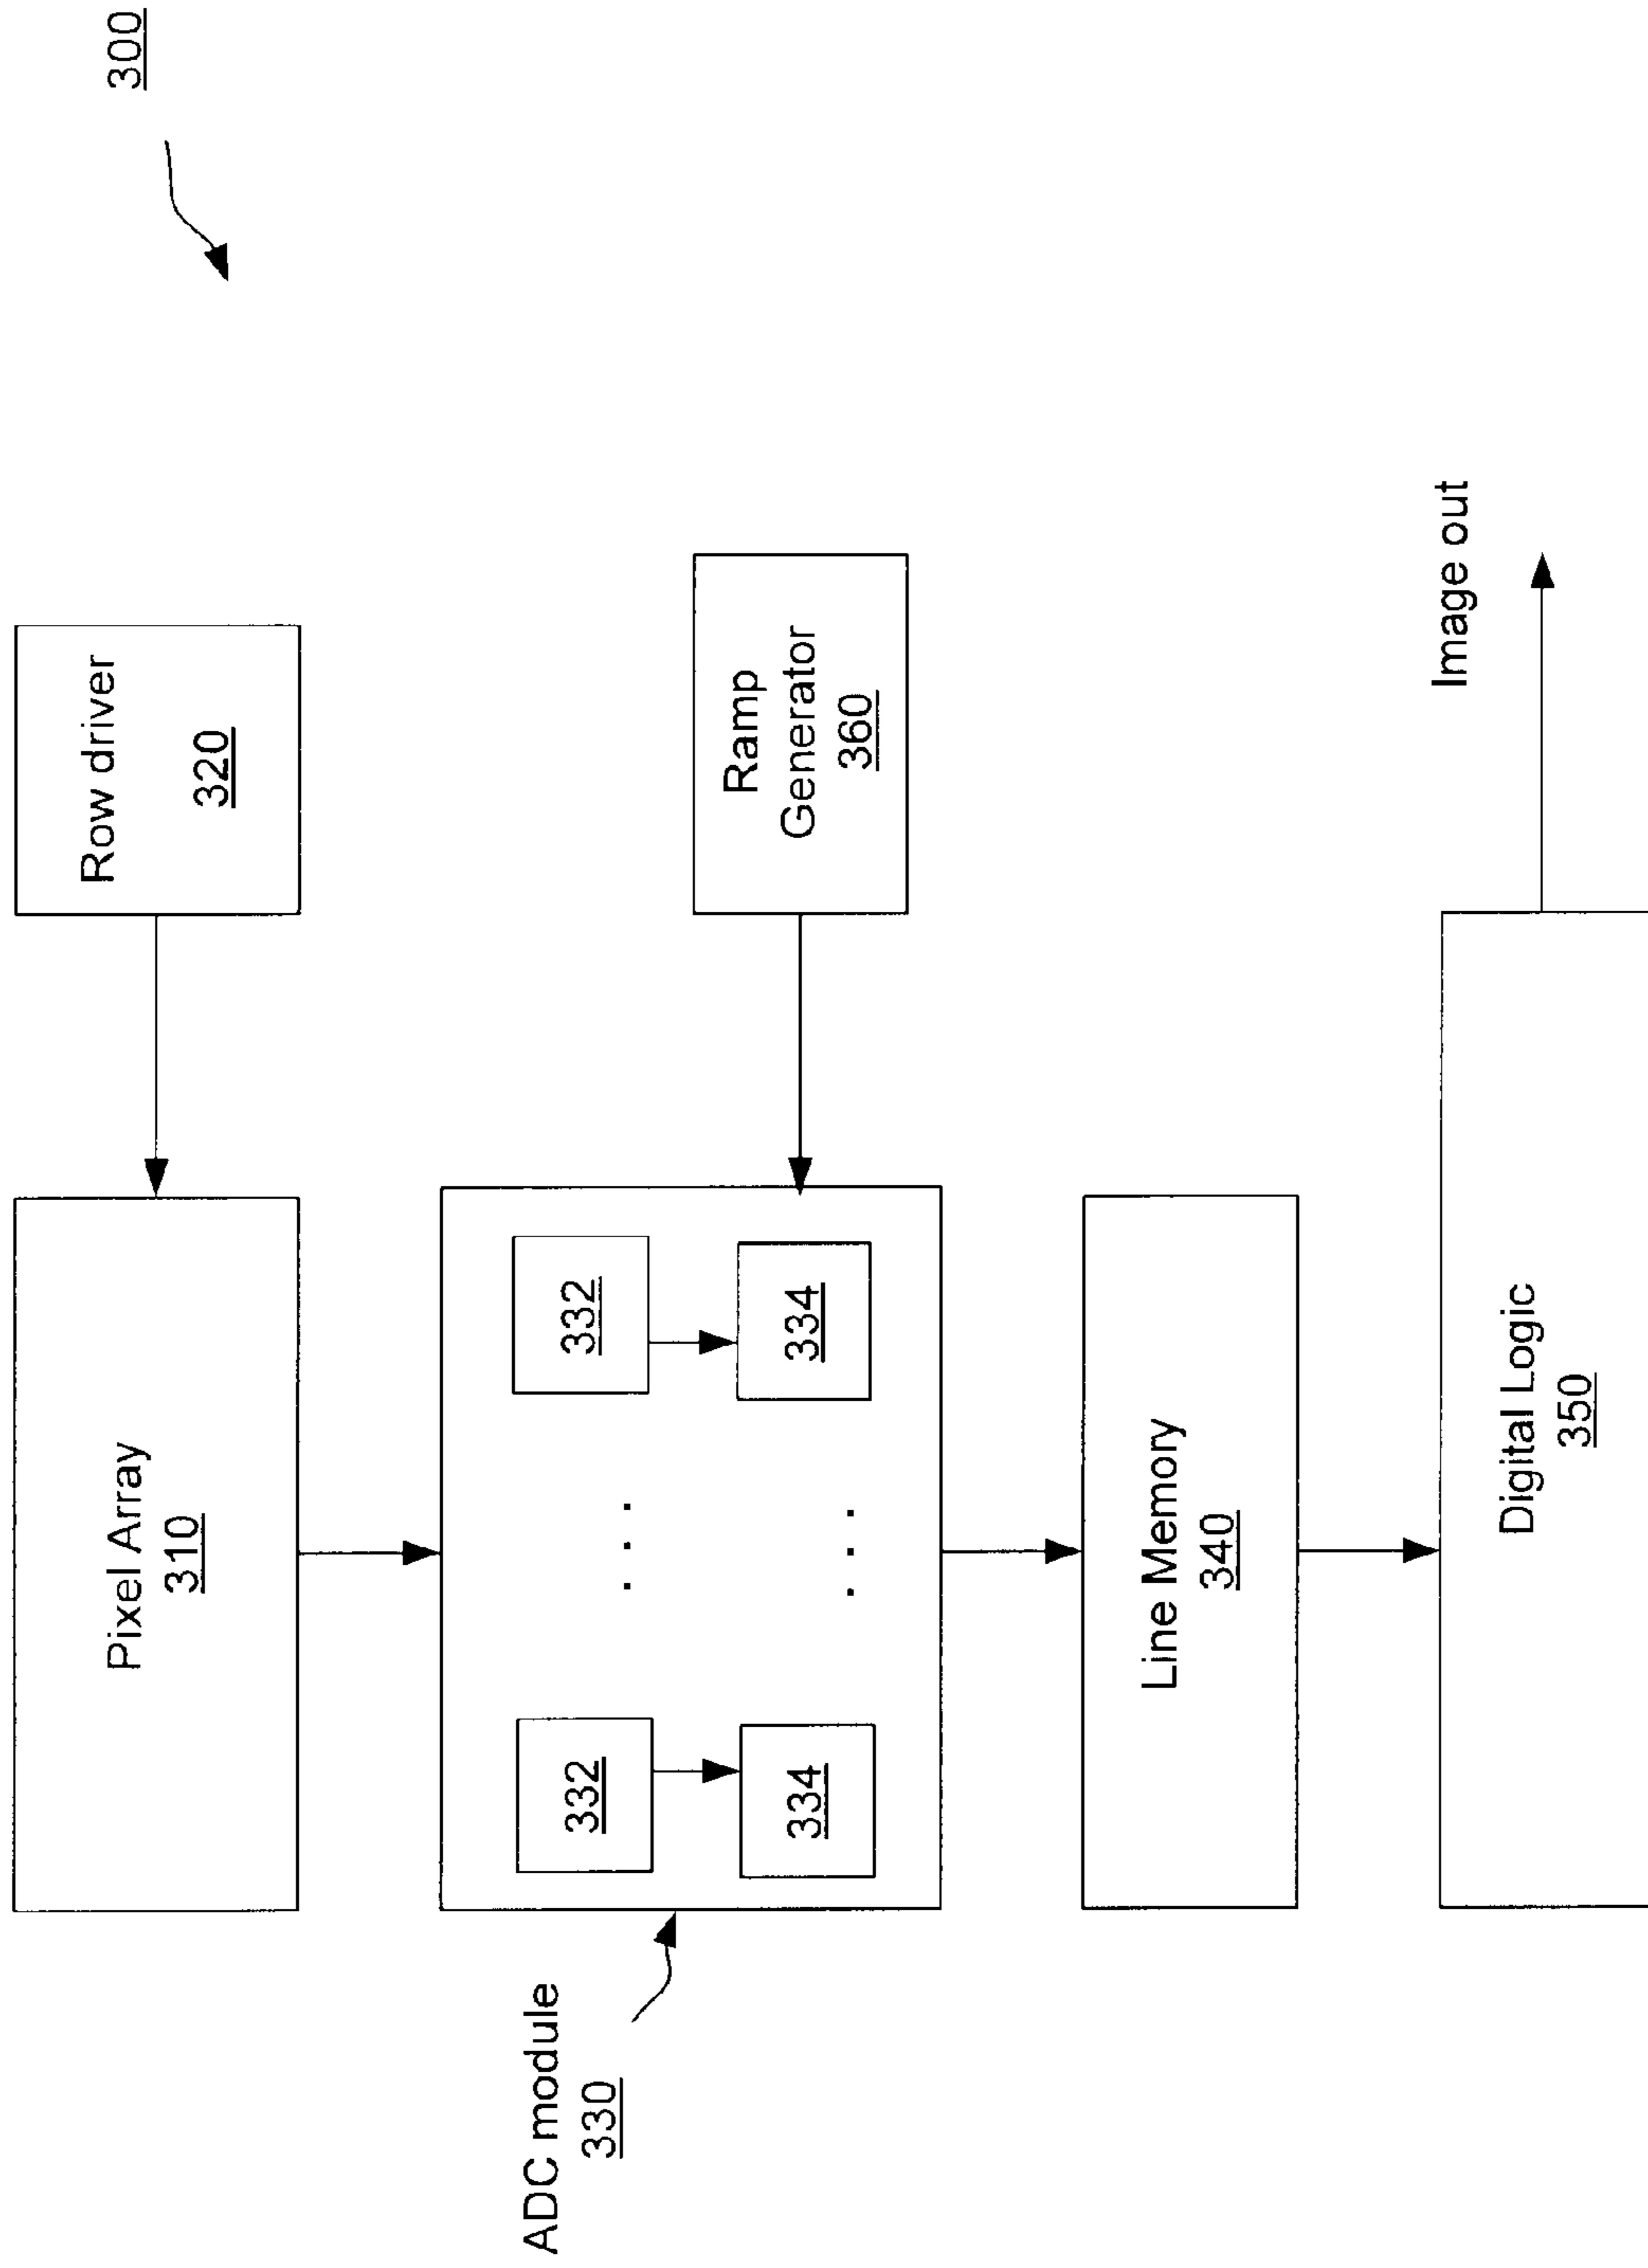 300
Pixel Array
310
Row driver
320
ADC module
330
332
. . .
332
334
. . .
334
Ramp
Generator
360
Line Memory
340
Digital Logic
350
Image out